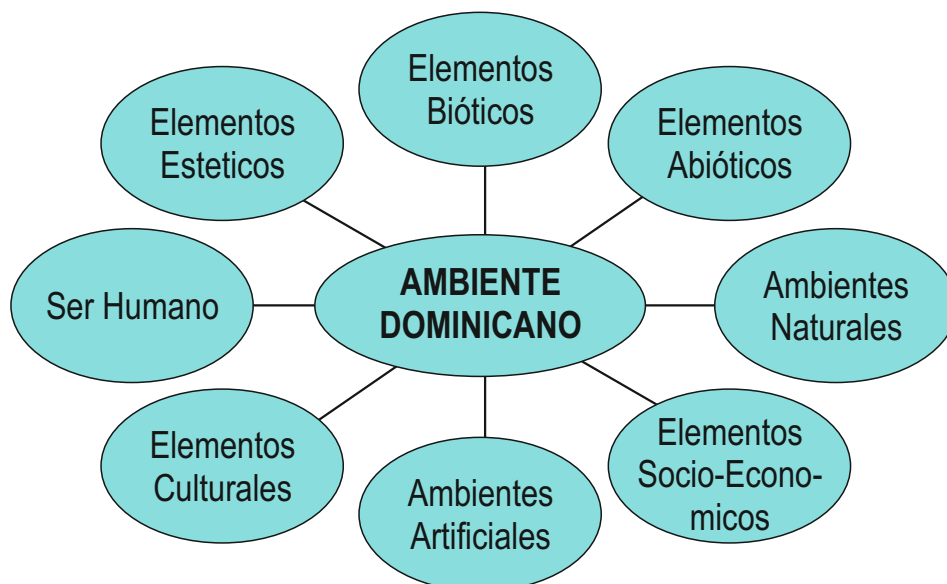 Elementos
Bióticos
Elementos
Esteticos
Elementos
Abióticos
Ser Humano
AMBIENTE
DOMINICANO
Ambientes
Naturales
Elementos
Culturales
Ambientes
Artificiales
Elementos
Socio-Econo-
micos